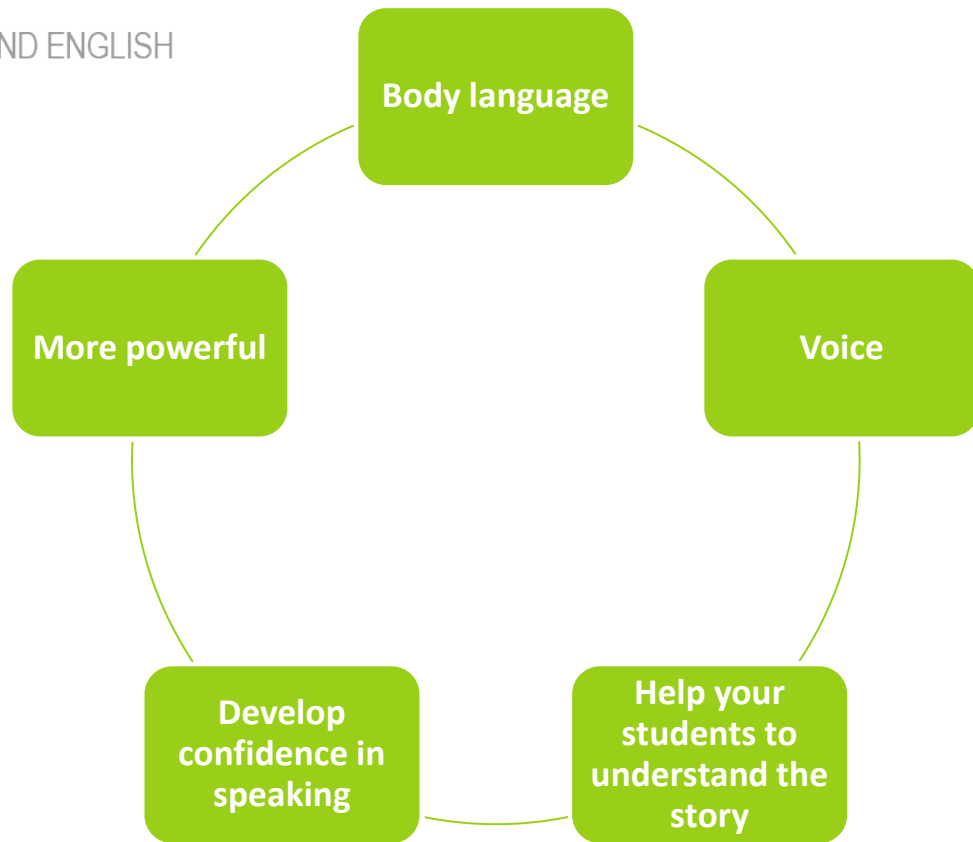 ND ENGLISH
Body language
Voice
Help your
students to
understand the
story
Develop
confidence in
speaking
More powerful